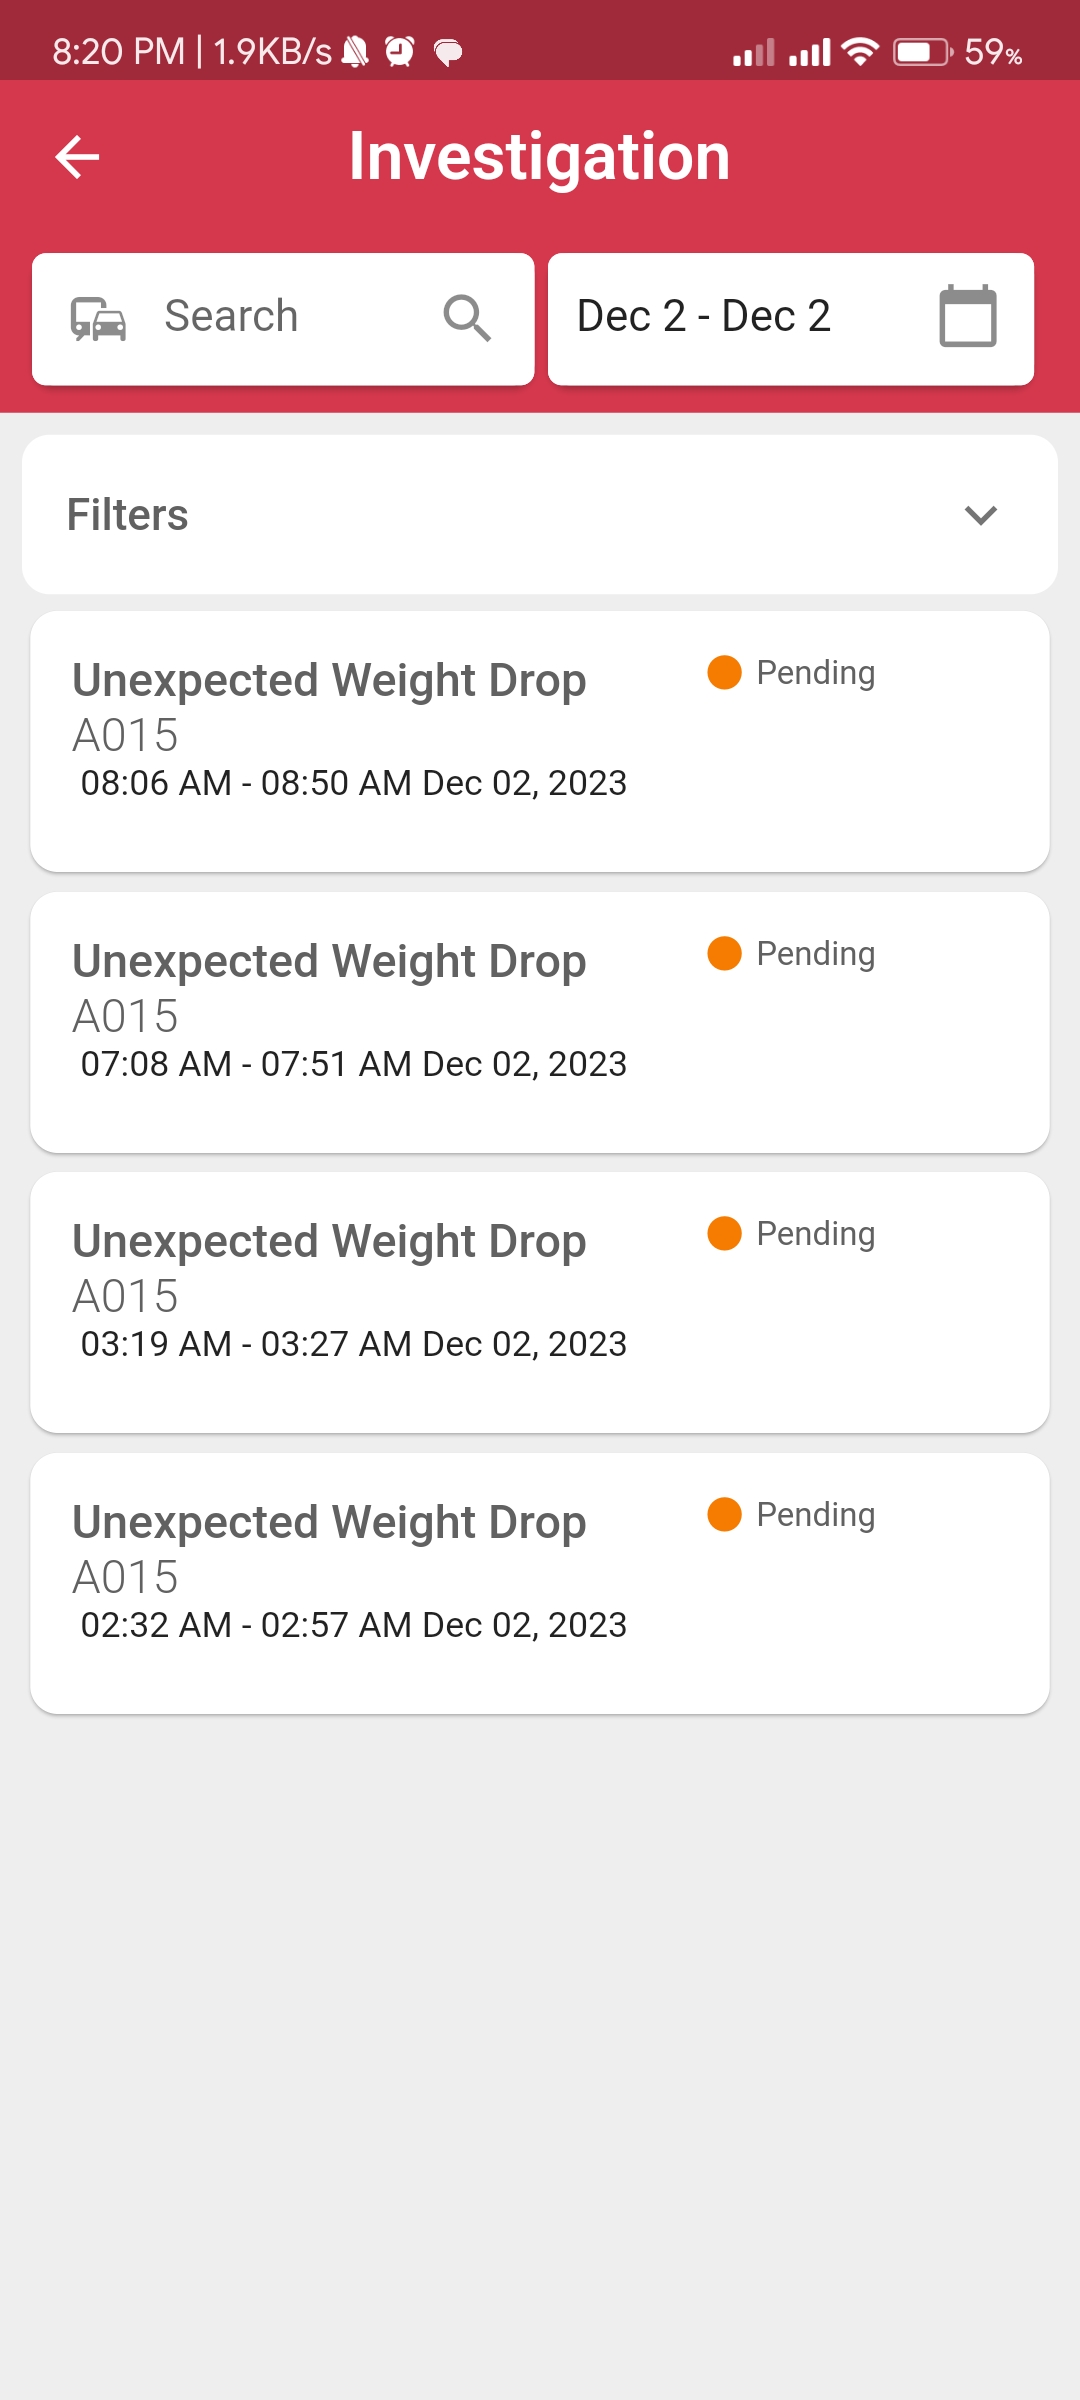 8:20 PM | 1.9KB/s 59%
Investigation
Search Dec 2 - Dec 2
Filters
Unexpected Weight Drop Pending
A015
08:06 AM - 08:50 AM Dec 02, 2023
Unexpected Weight Drop Pending
A015
07:08 AM - 07:51 AM Dec 02, 2023
Unexpected Weight Drop Pending
A015
03:19 AM - 03:27 AM Dec 02, 2023
Unexpected Weight Drop Pending
A015
02:32 AM - 02:57 AM Dec 02, 2023